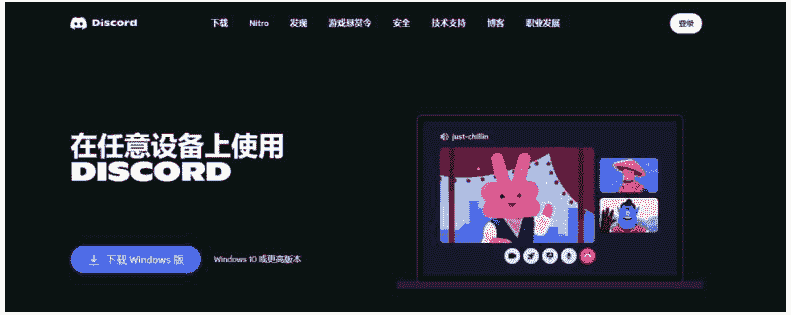 Discord
下载 Nitro 发现 游戏悬赏令 安全 技术支持 博客 职业发展
登录
在任意设备上使用
DISCORD
just-chillin
下载 Windows 版
Windows 10 或更高版本